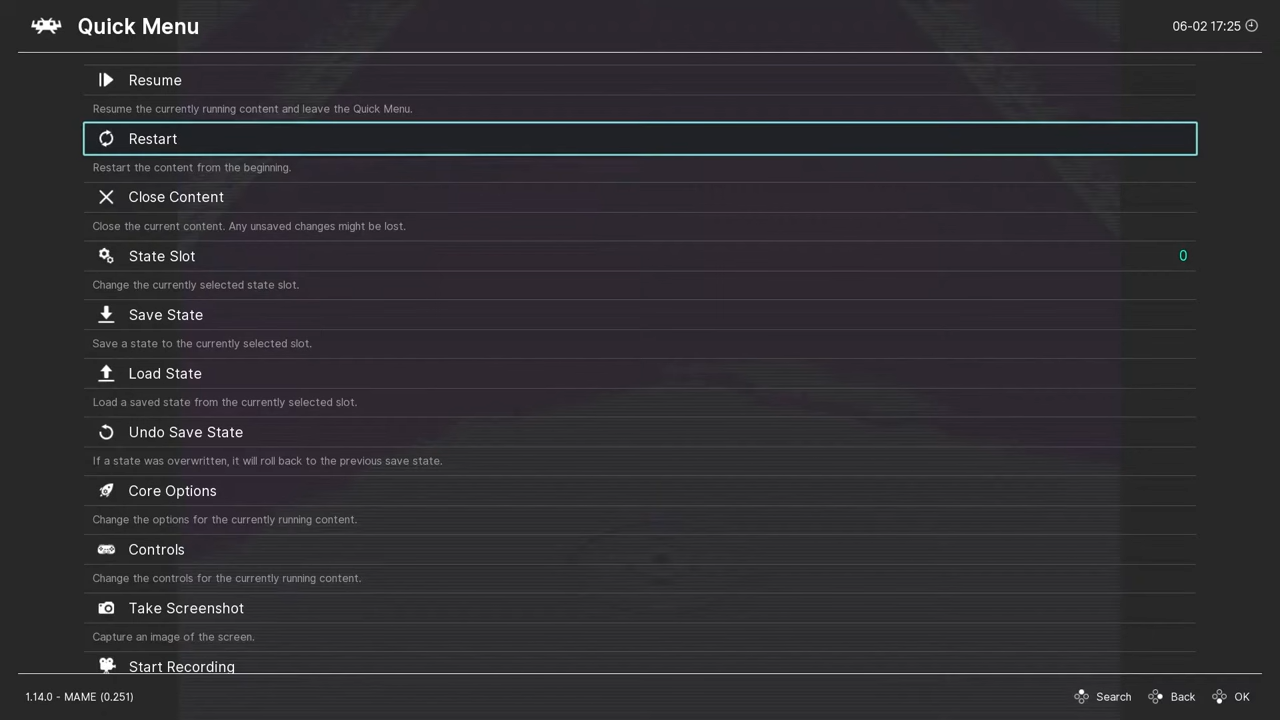 Quick Menu
06-02 17:25
Resume
Resume the currently running content and leave the Quick Menu.
Restart
Restart the content from the beginning.
Close Content
Close the current content. Any unsaved changes might be lost.
State Slot 0
Change the currently selected state slot.
Save State
Save a state to the currently selected slot.
Load State
Load a saved state from the currently selected slot.
Undo Save State
If a state was overwritten, it will roll back to the previous save state.
Core Options
Change the options for the currently running content.
Controls
Change the controls for the currently running content.
Take Screenshot
Capture an image of the screen.
Start Recording
1.14.0 - MAME (0.251)
Search Back OK